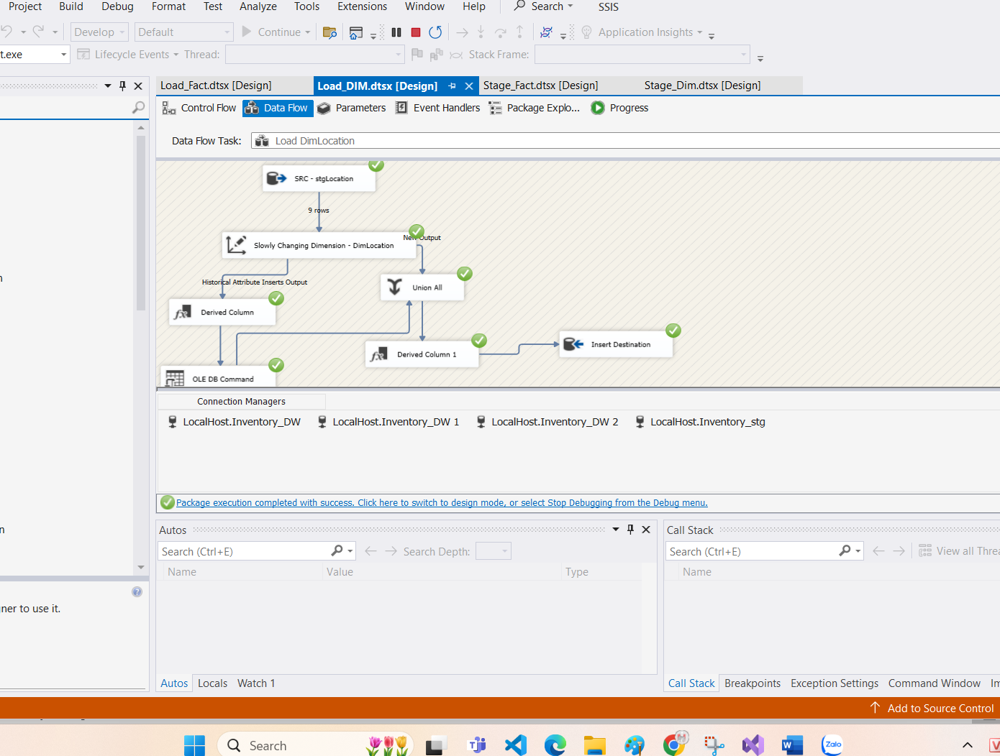 Project Build Debug Format Test Analyze Tools Extensions Window Help Search SSIS
Develop Default Continue Application Insights
t.exe Lifecycle Events Thread: Stack Frame:
Load_Fact.dtsx [Design] Load_DIM.dtsx [Design] Stage_Fact.dtsx [Design] Stage_Dim.dtsx [Design]
Control Flow Data Flow Parameters Event Handlers Package Explo... Progress
Data Flow Task: Load DimLocation
SRC - stgLocation
9 rows
Slowly Changing Dimension - DimLocation
New Output
Historical Attribute Inserts Output
Union All
Derived Column
Derived Column 1
Insert Destination
OLE DB Command
n
n
ner to use it.
Connection Managers
LocalHost.Inventory_DW LocalHost.Inventory_DW 1 LocalHost.Inventory_DW 2 LocalHost.Inventory_stg
Package execution completed with success. Click here to switch to design mode, or select Stop Debugging from the Debug menu.
Autos
Search (Ctrl+E) Search Depth:
Name Value Type
Autos Locals Watch 1
Call Stack
Search (Ctrl+E) View all Threa
Name
Call Stack Breakpoints Exception Settings Command Window Im
Add to Source Control
Search
Zalo